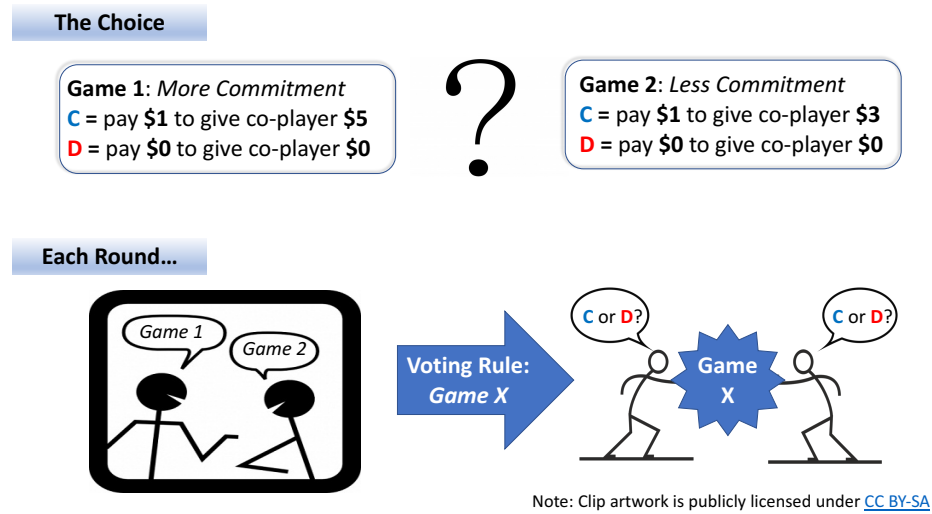 The Choice
Game 1: More Commitment
C = pay $1 to give co-player $5
D = pay $0 to give co-player $0
?
Game 2: Less Commitment
C = pay $1 to give co-player $3
D = pay $0 to give co-player $0
Each Round…
Game 1
Game 2
Voting Rule:
Game X
C or D?
C or D?
Game
X
Note: Clip artwork is publicly licensed under CC BY-SA